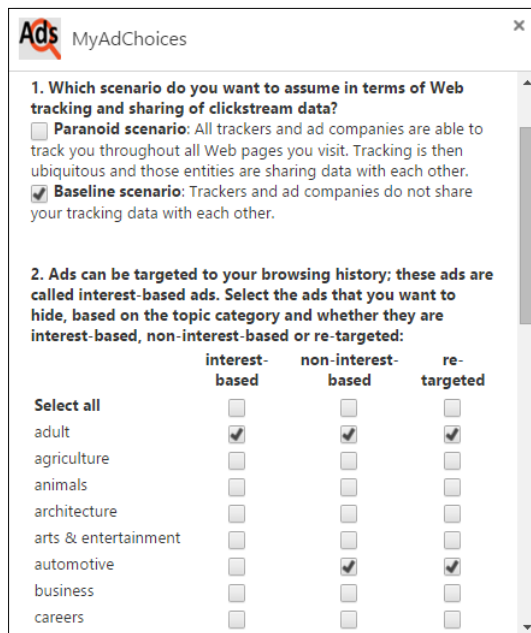 Ads MyAdChoices ×
1. Which scenario do you want to assume in terms of Web
tracking and sharing of clickstream data?
Paranoid scenario: All trackers and ad companies are able to
track you throughout all Web pages you visit. Tracking is then
ubiquitous and those entities are sharing data with each other.
Baseline scenario: Trackers and ad companies do not share
your tracking data with each other.
2. Ads can be targeted to your browsing history; these ads are
called interest-based ads. Select the ads that you want to
hide, based on the topic category and whether they are
interest-based, non-interest-based or re-targeted:
interest- non-interest- re-
based based targeted
Select all
adult
agriculture
animals
architecture
arts & entertainment
automotive
business
careers